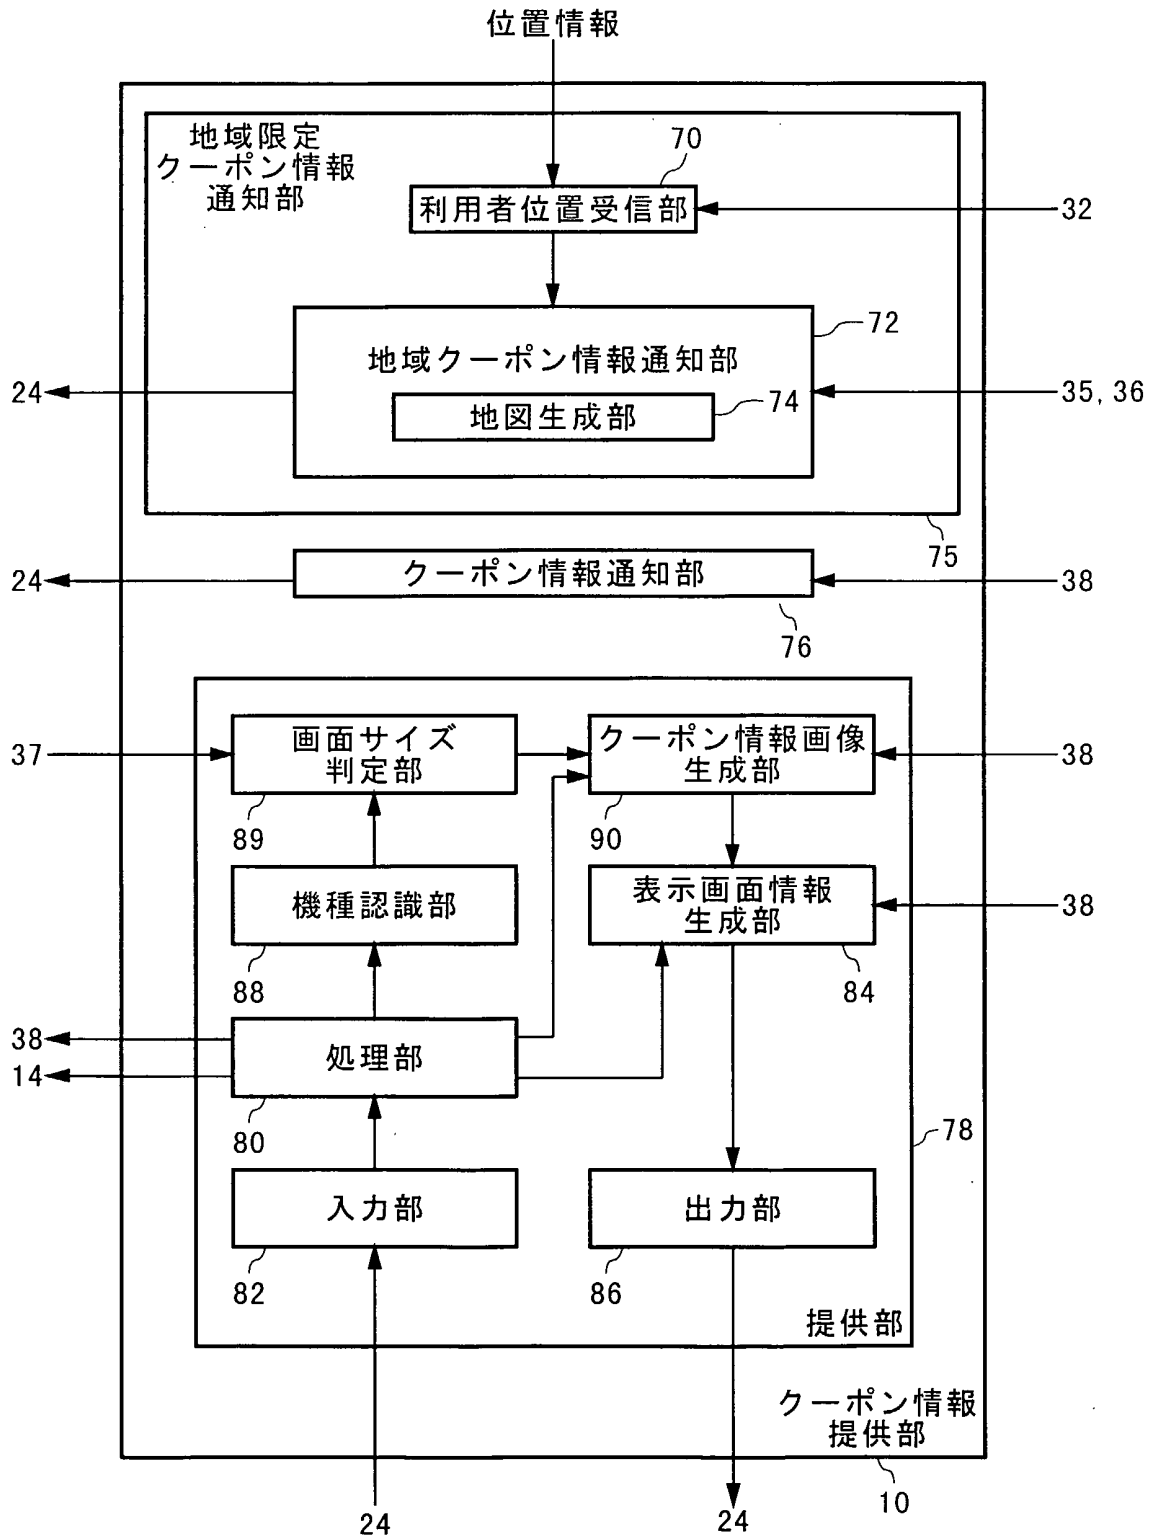 位置情報
地域限定
クーポン情報
通知部
70
利用者位置受信部
32
72
地域クーポン情報通知部
24
74
35, 36
地図生成部
75
クーポン情報通知部
24
38
76
画面サイズ
判定部
クーポン情報画像
生成部
37
38
89
90
機種認識部
表示画面情報
生成部
38
88
84
38
処理部
14
80
78
入力部
出力部
82
86
提供部
クーポン情報
提供部
10
24
24